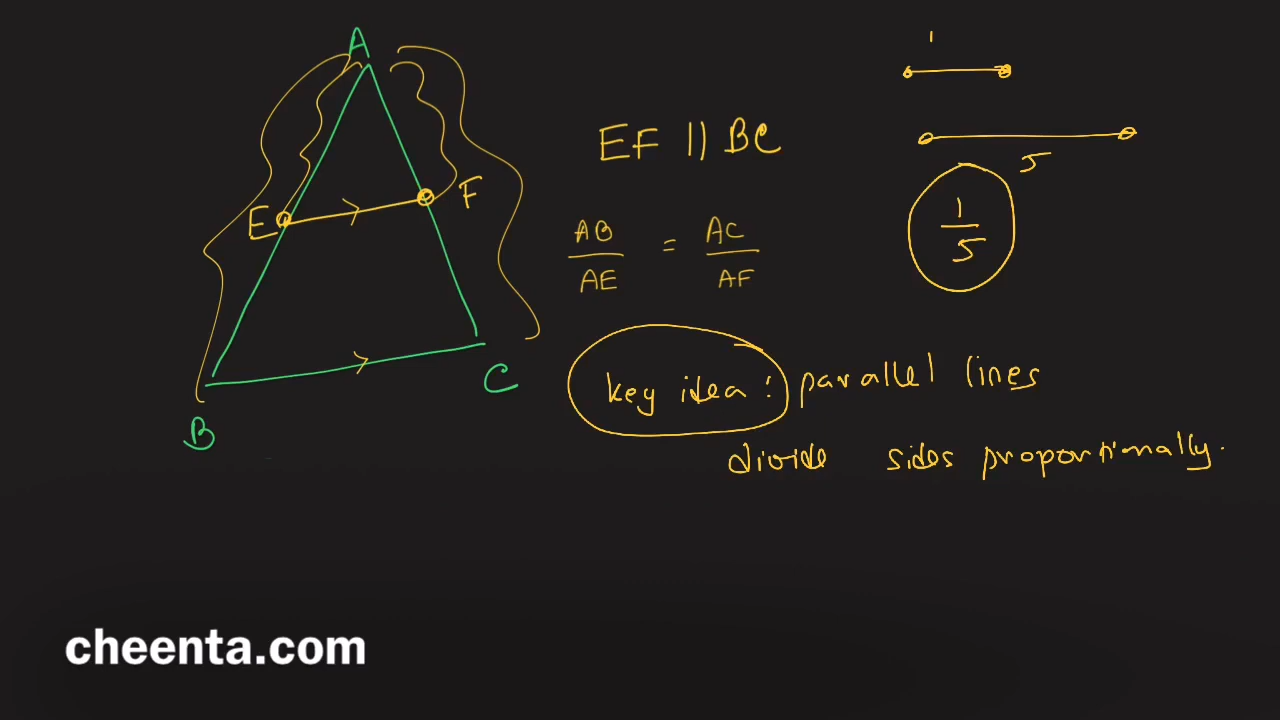 A
E
F
B
C
EF || BC
AB/AE = AC/AF
1
5
1/5
key idea : parallel lines
divide sides proportionally.
cheenta.com